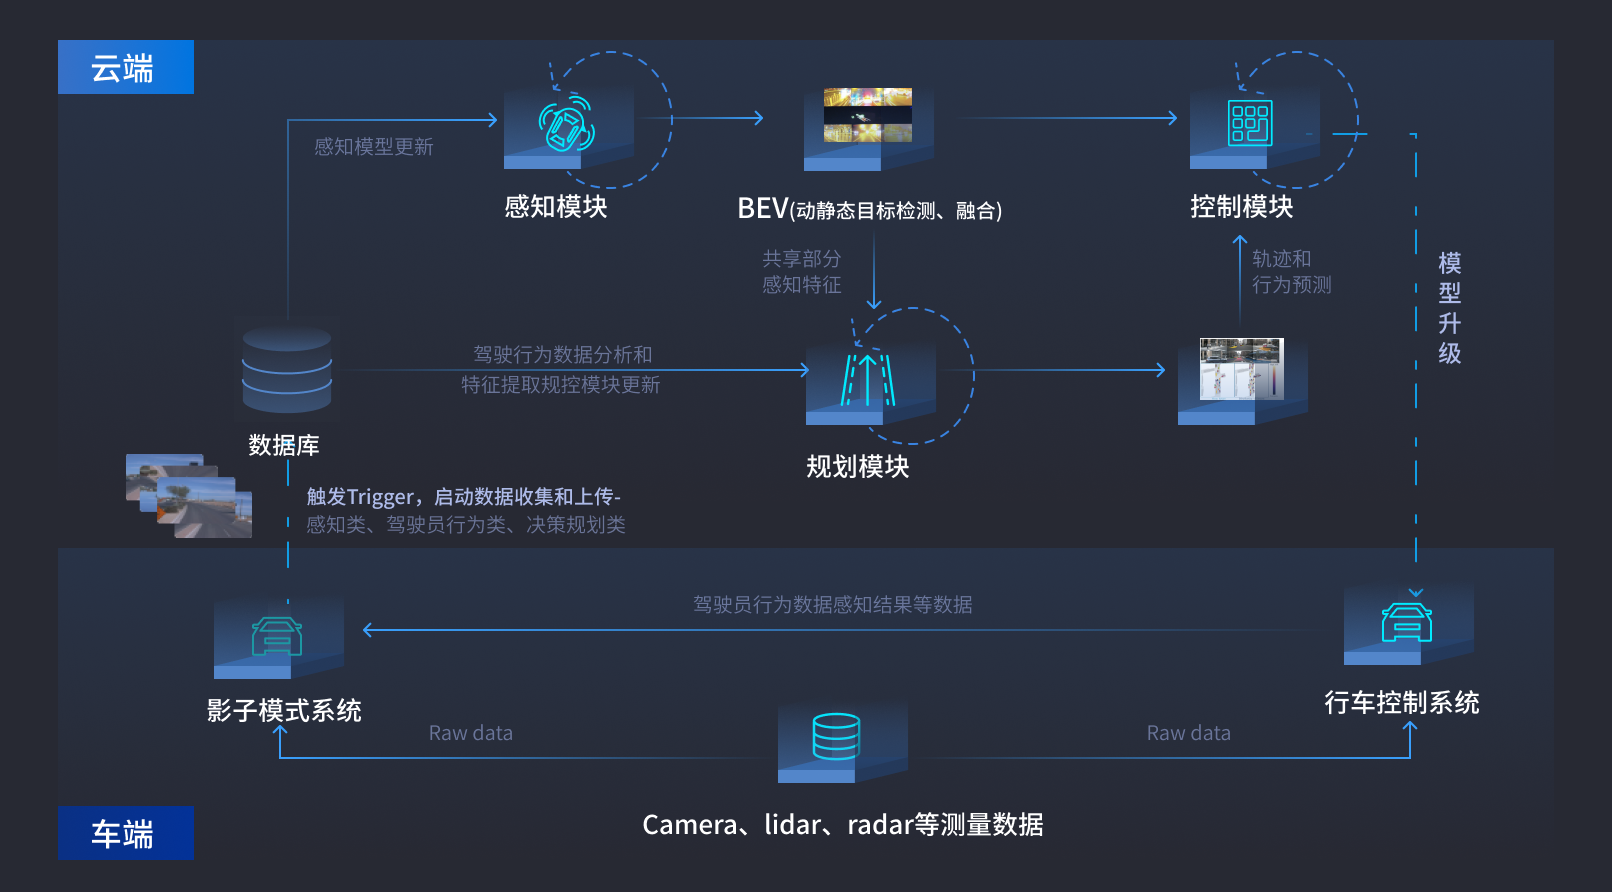 云端
感知模型更新
感知模块
BEV(动静态目标检测、融合)
控制模块
共享部分
感知特征
轨迹和
行为预测
模型升级
驾驶行为数据分析和
特征提取规控模块更新
数据库
规划模块
触发Trigger，启动数据收集和上传-
感知类、驾驶员行为类、决策规划类
驾驶员行为数据感知结果等数据
影子模式系统
行车控制系统
Raw data
Raw data
Camera、lidar、radar等测量数据
车端